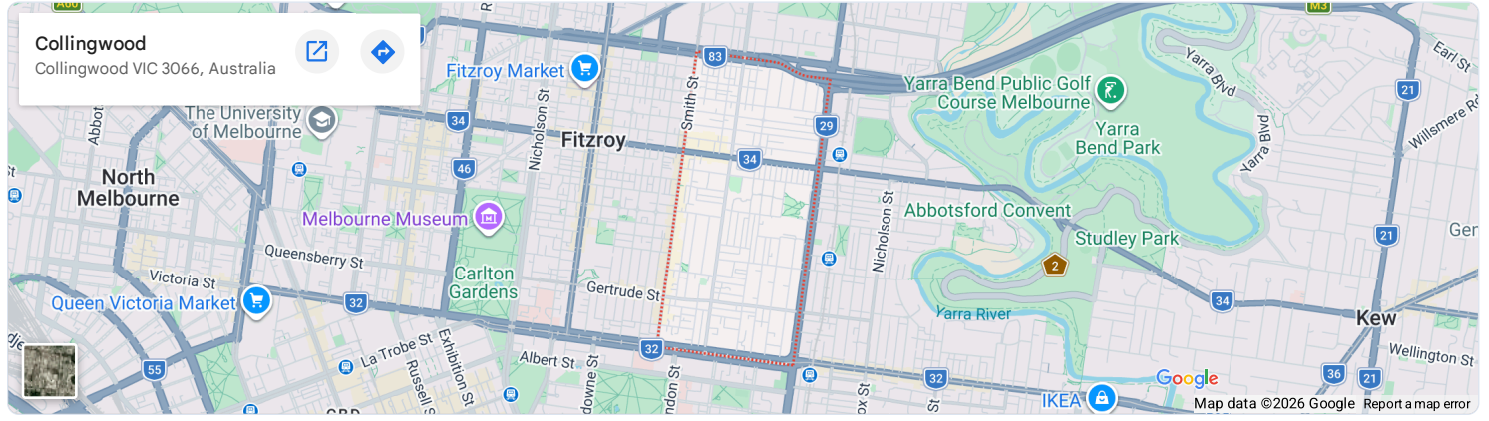 A60
M3
Collingwood
Collingwood VIC 3066, Australia
83
Fitzroy Market
Yarra Bend Public Golf
Course Melbourne
Yarra Blvd
Earl St
21
The University
of Melbourne
34
Nicholson St
Fitzroy
Smith St
29
Yarra
Bend Park
Yarra Blvd
Willsmere Rd
34
46
North
Melbourne
Melbourne Museum
Nicholson St
Abbotsford Convent
Studley Park
21
Queensberry St
Victoria St
Carlton
Gardens
Gertrude St
2
Queen Victoria Market
32
34
Yarra River
Kew
La Trobe St
Exhibition St
Albert St
32
Wellington St
55
Russell S
32
36
21
IKEA
CBD
Google
Map data ©2026 Google
Report a map error